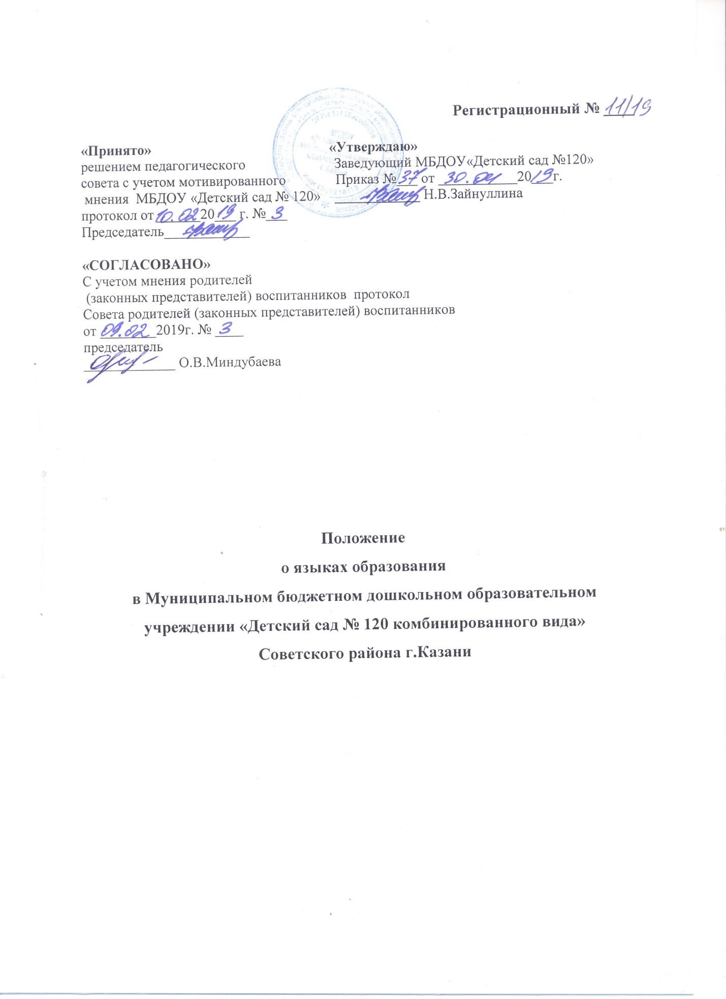 Регистрационный № 11/19
«Принято»
решением педагогического
совета с учетом мотивированного
мнения МБДОУ «Детский сад № 120»
протокол от 10.02 2019 г. № 3
Председатель
«Утверждаю»
Заведующий МБДОУ«Детский сад №120»
Приказ № 37 от 30.04 2019г.
Н.В.Зайнуллина
«СОГЛАСОВАНО»
С учетом мнения родителей
(законных представителей) воспитанников протокол
Совета родителей (законных представителей) воспитанников
от 09.02 2019г. № 3
председатель
О.В.Миндубаева
Положение
о языках образования
в Муниципальном бюджетном дошкольном образовательном
учреждении «Детский сад № 120 комбинированного вида»
Советского района г.Казани